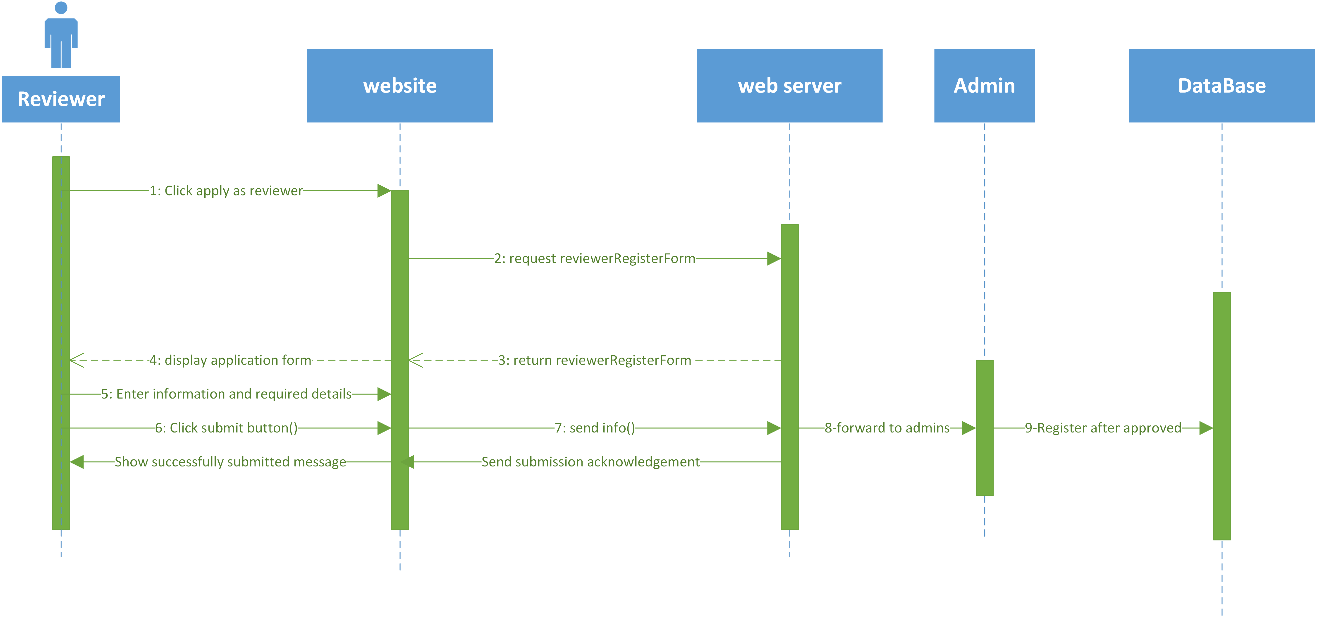 Reviewer
website
web server
Admin
DataBase
1: Click apply as reviewer
2: request reviewerRegisterForm
4: display application form
3: return reviewerRegisterForm
5: Enter information and required details
6: Click submit button()
7: send info()
8-forward to admins
9-Register after approved
Show successfully submitted message
Send submission acknowledgement